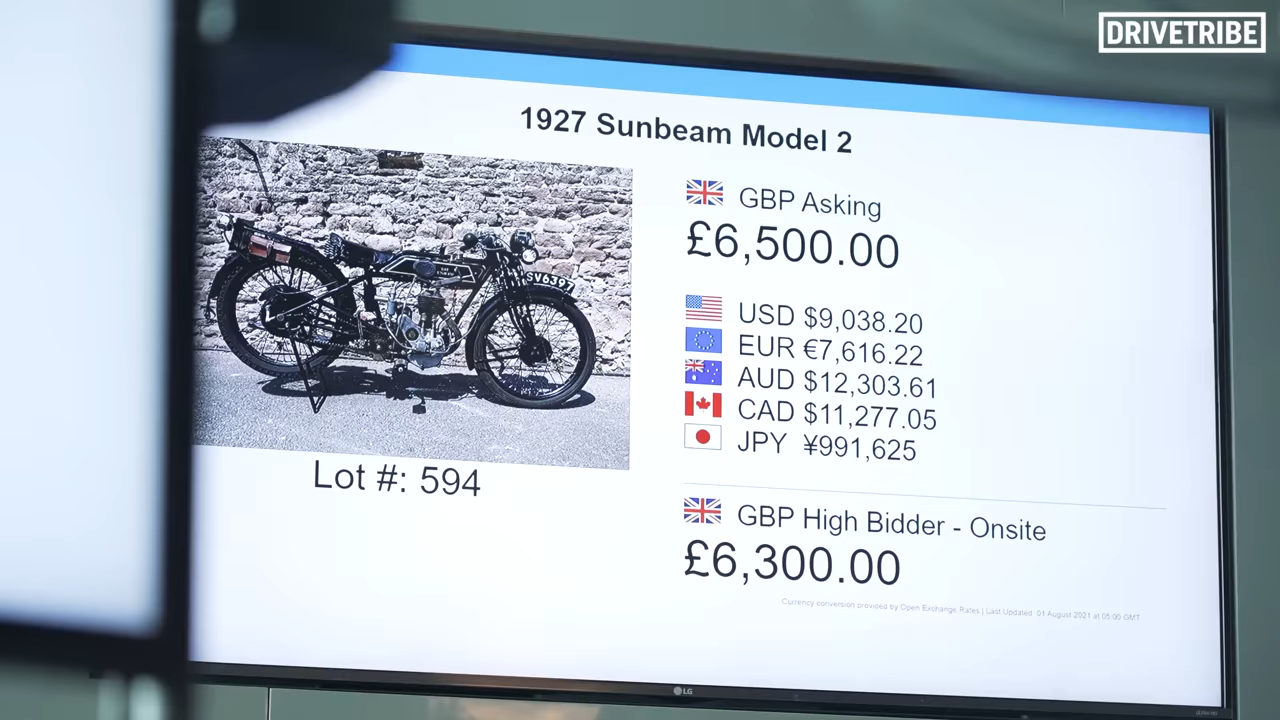 DRIVETRIBE
1927 Sunbeam Model 2
SV6397
Lot #: 594
GBP Asking
£6,500.00
USD $9,038.20
EUR €7,616.22
AUD $12,303.61
CAD $11,277.05
JPY ¥991,625
GBP High Bidder - Onsite
£6,300.00
Currency conversion provided by Open Exchange Rates | Last Updated: 01 August 2021 at 05:00 GMT
LG